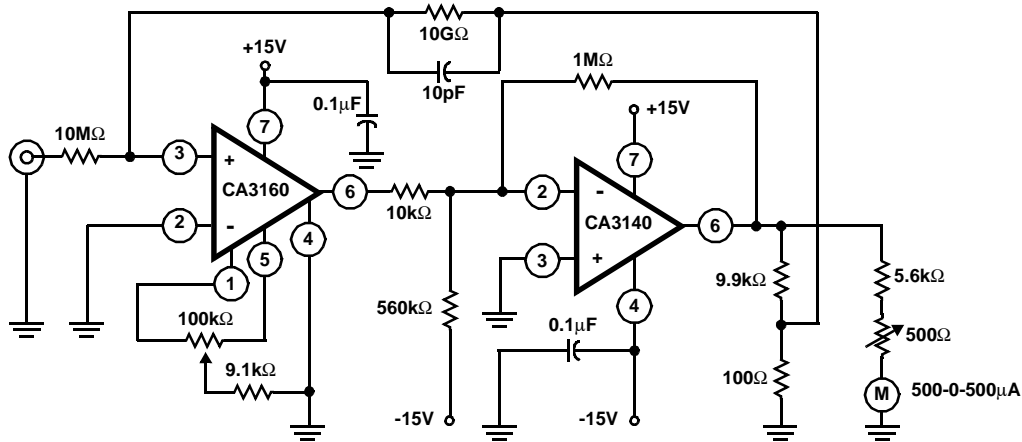 10GΩ
+15V
10pF
1MΩ
0.1μF
+15V
10MΩ
7
7
3
+
CA3160
6
10kΩ
2
-
CA3140
6
2
-
4
5
1
3
+
9.9kΩ
5.6kΩ
560kΩ
4
100kΩ
0.1μF
500Ω
9.1kΩ
100Ω
M
500-0-500μA
-15V
-15V